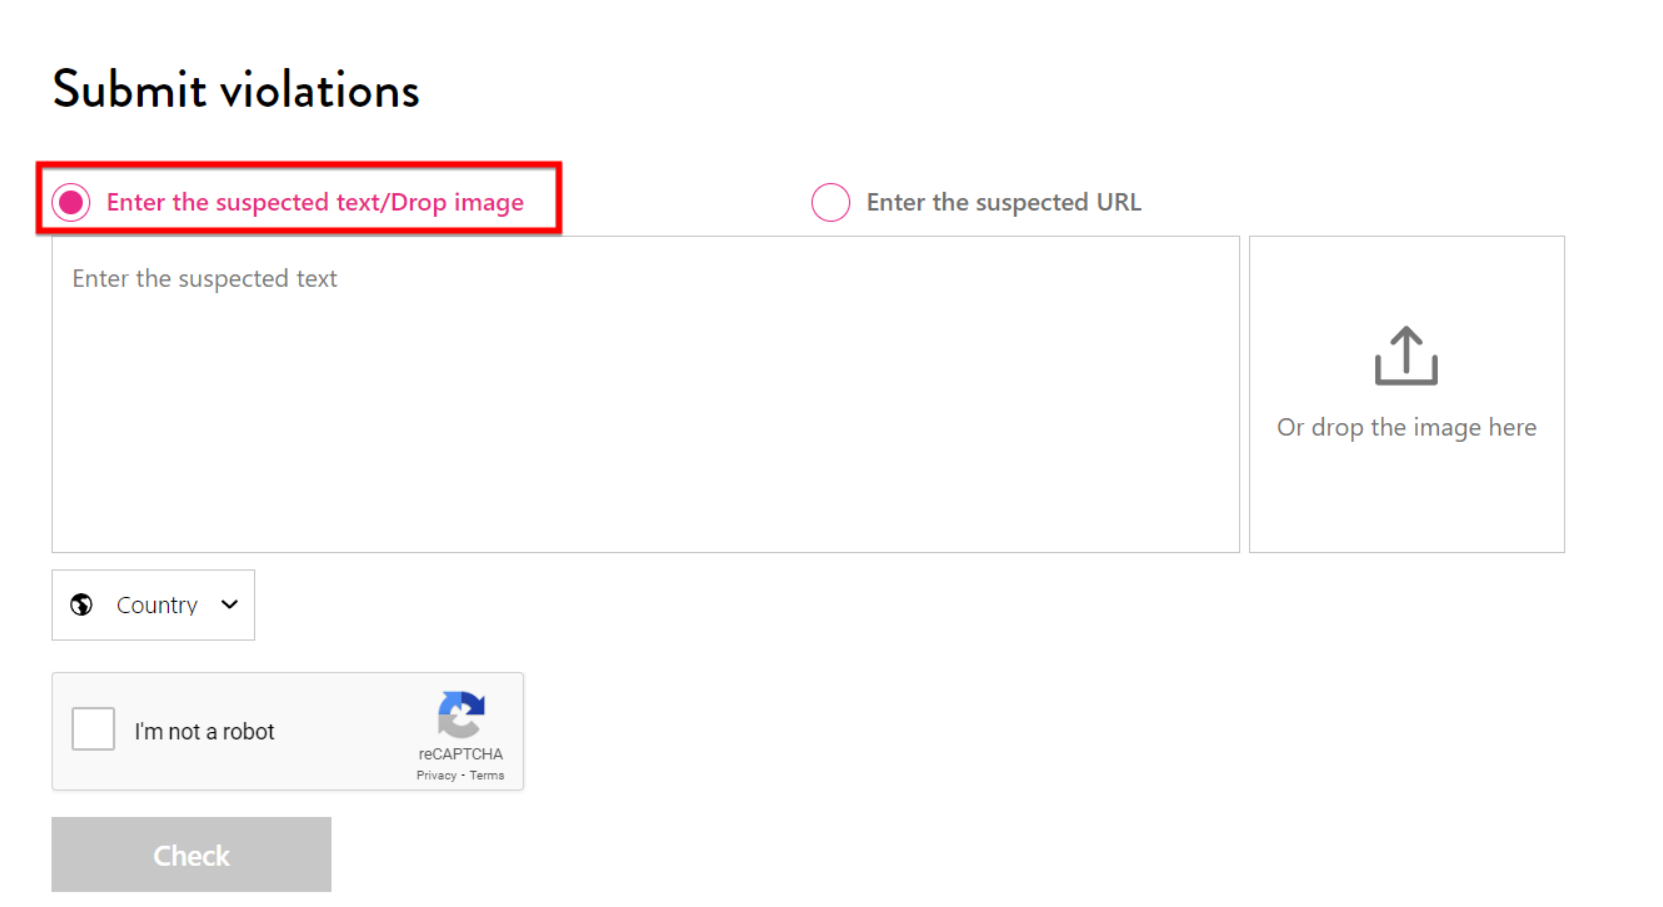 Submit violations
Enter the suspected text/Drop image
Enter the suspected URL
Enter the suspected text
Or drop the image here
Country
I'm not a robot
reCAPTCHA
Privacy - Terms
Check